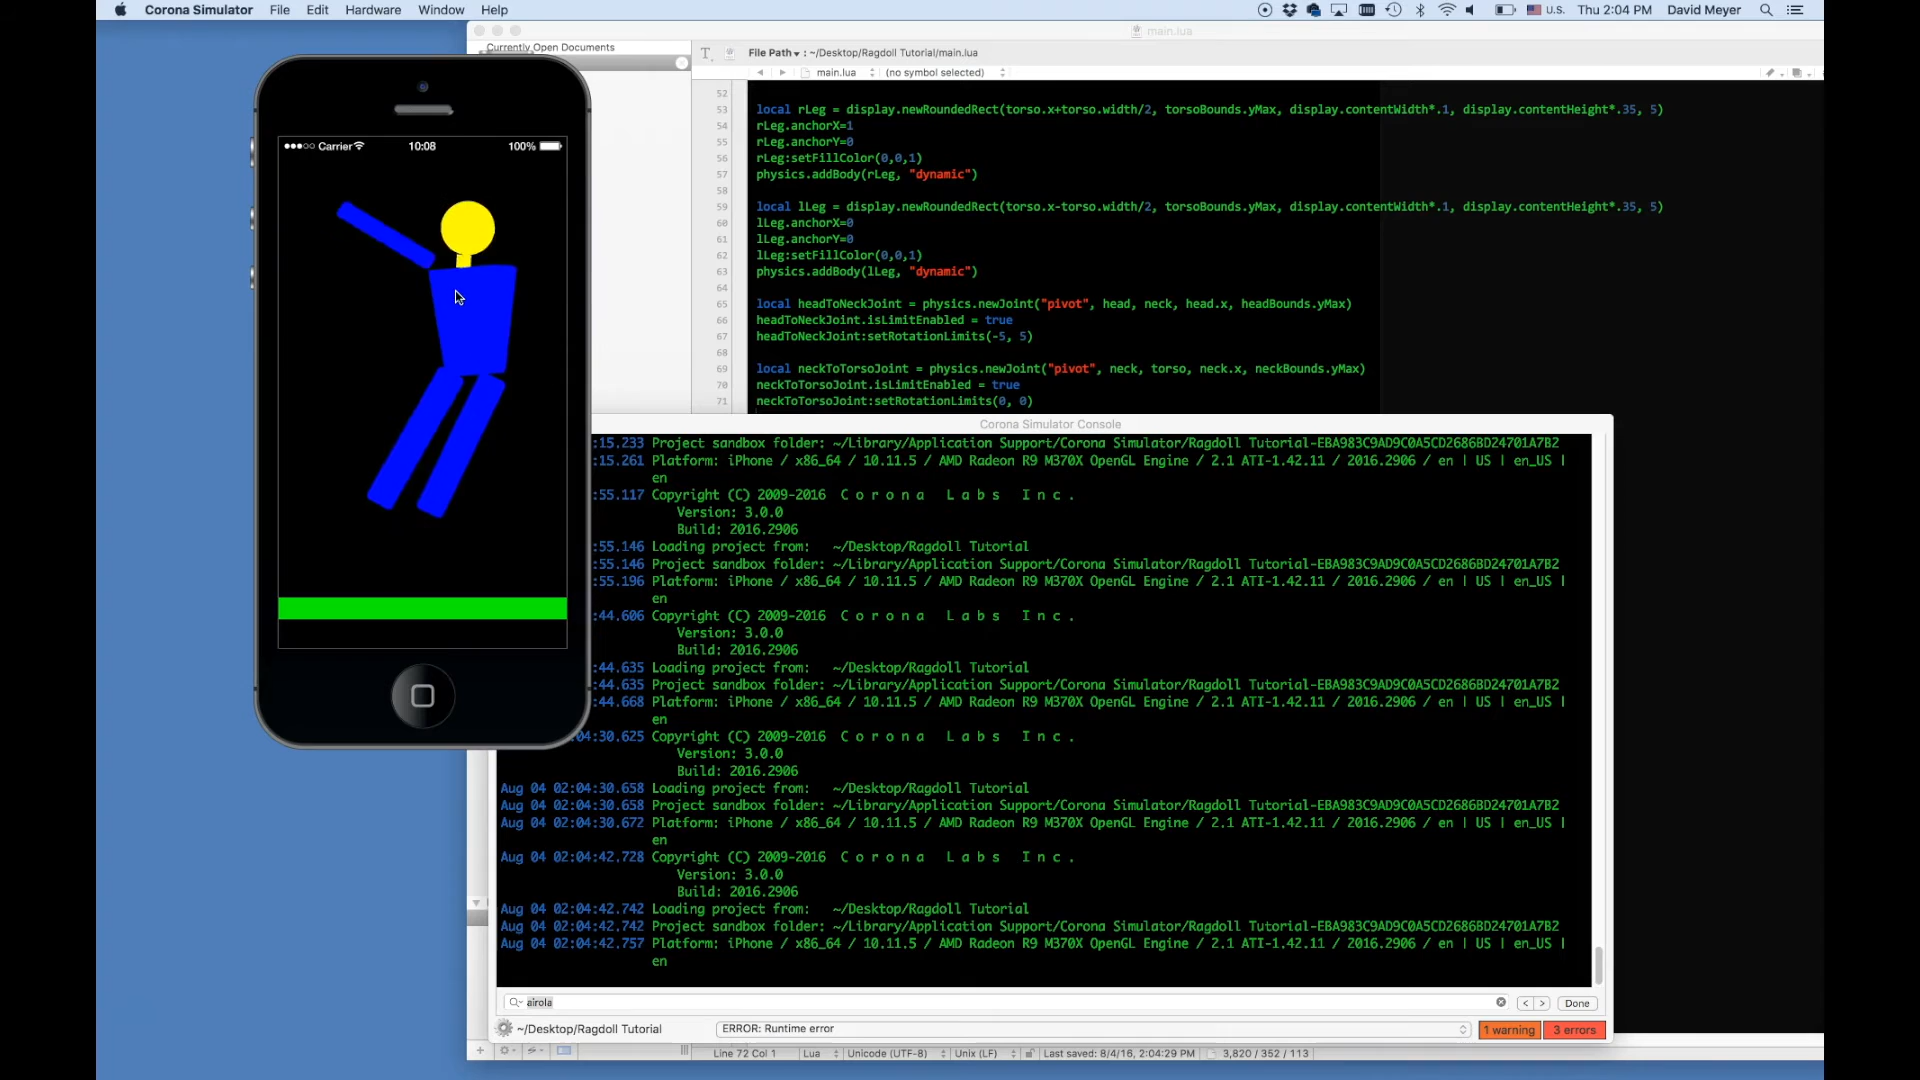 Corona Simulator File Edit Hardware Window Help U.S. Thu 2:04 PM David Meyer
main.lua
Currently Open Documents
File Path : ~/Desktop/Ragdoll Tutorial/main.lua
main.lua (no symbol selected)
Carrier 10:08 100%
52
53 local rLeg = display.newRoundedRect(torso.x+torso.width/2, torsoBounds.yMax, display.contentWidth*.1, display.contentHeight*.35, 5)
54 rLeg.anchorX=1
55 rLeg.anchorY=0
56 rLeg:setFillColor(0,0,1)
57 physics.addBody(rLeg, "dynamic")
58
59 local lLeg = display.newRoundedRect(torso.x-torso.width/2, torsoBounds.yMax, display.contentWidth*.1, display.contentHeight*.35, 5)
60 lLeg.anchorX=0
61 lLeg.anchorY=0
62 lLeg:setFillColor(0,0,1)
63 physics.addBody(lLeg, "dynamic")
64
65 local headToNeckJoint = physics.newJoint("pivot", head, neck, head.x, headBounds.yMax)
66 headToNeckJoint.isLimitEnabled = true
67 headToNeckJoint:setRotationLimits(-5, 5)
68
69 local neckToTorsoJoint = physics.newJoint("pivot", neck, torso, neck.x, neckBounds.yMax)
70 neckToTorsoJoint.isLimitEnabled = true
71 neckToTorsoJoint:setRotationLimits(0, 0)
Corona Simulator Console
:15.233 Project sandbox folder: ~/Library/Application Support/Corona Simulator/Ragdoll Tutorial-EBA983C9AD9C0A5CD2686BD24701A7B2
:15.261 Platform: iPhone / x86_64 / 10.11.5 / AMD Radeon R9 M370X OpenGL Engine / 2.1 ATI-1.42.11 / 2016.2906 / en | US | en_US |
en
:55.117 Copyright (C) 2009-2016 C o r o n a L a b s I n c .
Version: 3.0.0
Build: 2016.2906
:55.146 Loading project from: ~/Desktop/Ragdoll Tutorial
:55.146 Project sandbox folder: ~/Library/Application Support/Corona Simulator/Ragdoll Tutorial-EBA983C9AD9C0A5CD2686BD24701A7B2
:55.196 Platform: iPhone / x86_64 / 10.11.5 / AMD Radeon R9 M370X OpenGL Engine / 2.1 ATI-1.42.11 / 2016.2906 / en | US | en_US |
en
:44.606 Copyright (C) 2009-2016 C o r o n a L a b s I n c .
Version: 3.0.0
Build: 2016.2906
:44.635 Loading project from: ~/Desktop/Ragdoll Tutorial
:44.635 Project sandbox folder: ~/Library/Application Support/Corona Simulator/Ragdoll Tutorial-EBA983C9AD9C0A5CD2686BD24701A7B2
:44.668 Platform: iPhone / x86_64 / 10.11.5 / AMD Radeon R9 M370X OpenGL Engine / 2.1 ATI-1.42.11 / 2016.2906 / en | US | en_US |
en
04:30.625 Copyright (C) 2009-2016 C o r o n a L a b s I n c .
Version: 3.0.0
Build: 2016.2906
Aug 04 02:04:30.658 Loading project from: ~/Desktop/Ragdoll Tutorial
Aug 04 02:04:30.658 Project sandbox folder: ~/Library/Application Support/Corona Simulator/Ragdoll Tutorial-EBA983C9AD9C0A5CD2686BD24701A7B2
Aug 04 02:04:30.672 Platform: iPhone / x86_64 / 10.11.5 / AMD Radeon R9 M370X OpenGL Engine / 2.1 ATI-1.42.11 / 2016.2906 / en | US | en_US |
en
Aug 04 02:04:42.728 Copyright (C) 2009-2016 C o r o n a L a b s I n c .
Version: 3.0.0
Build: 2016.2906
Aug 04 02:04:42.742 Loading project from: ~/Desktop/Ragdoll Tutorial
Aug 04 02:04:42.742 Project sandbox folder: ~/Library/Application Support/Corona Simulator/Ragdoll Tutorial-EBA983C9AD9C0A5CD2686BD24701A7B2
Aug 04 02:04:42.757 Platform: iPhone / x86_64 / 10.11.5 / AMD Radeon R9 M370X OpenGL Engine / 2.1 ATI-1.42.11 / 2016.2906 / en | US | en_US |
en
airola Done
~/Desktop/Ragdoll Tutorial ERROR: Runtime error 1 warning 3 errors
Line 72 Col 1 Lua Unicode (UTF-8) Unix (LF) Last saved: 8/4/16, 2:04:29 PM 3,820 / 352 / 113